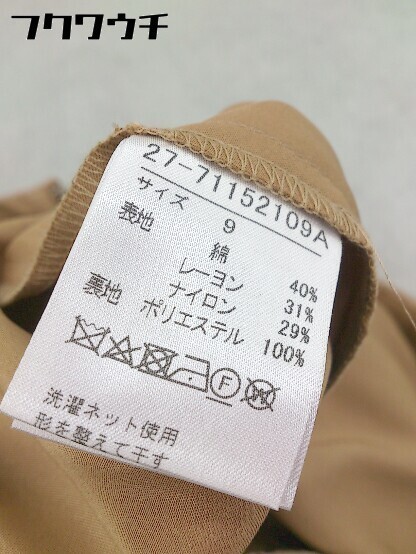 フクワウチ
27-71152109A
サイズ 9
表地 綿 40%
レーヨン 31%
ナイロン 29%
裏地 ポリエステル 100%
F W
洗濯ネット使用
形を整えて干す